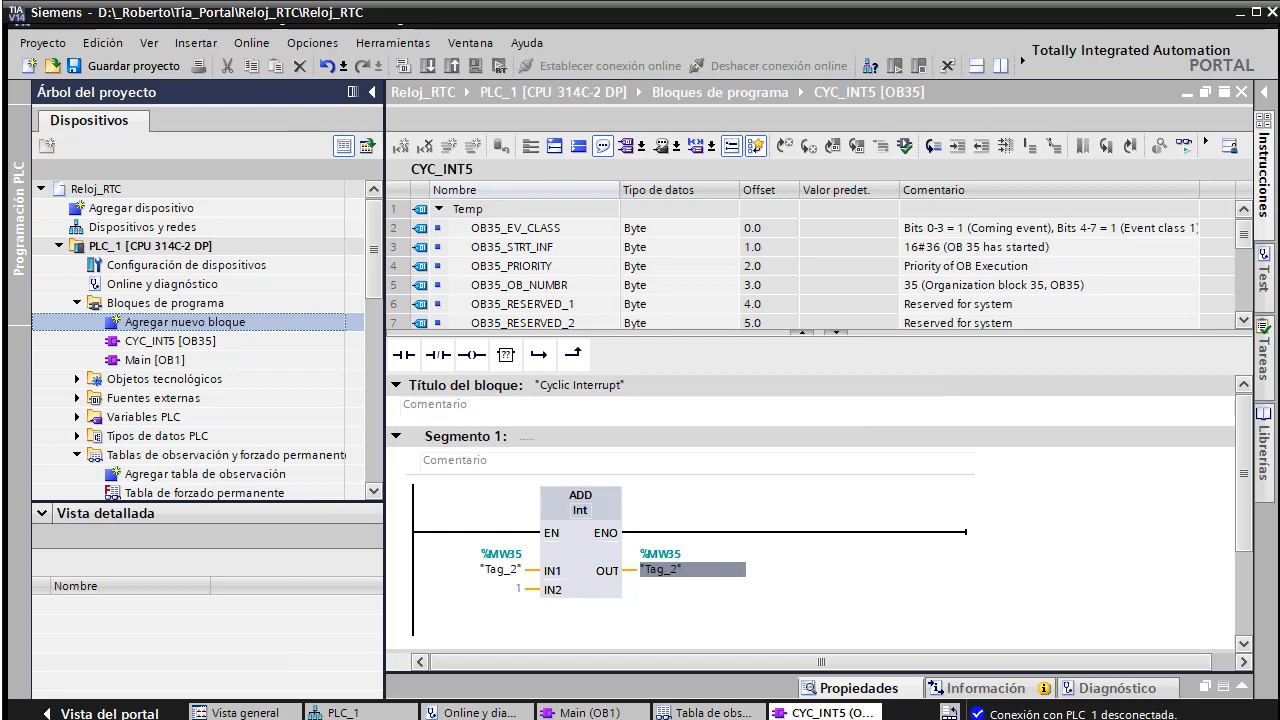 TIA V14 Siemens - D:\_Roberto\Tia_Portal\Reloj_RTC\Reloj_RTC
Proyecto Edición Ver Insertar Online Opciones Herramientas Ventana Ayuda
Totally Integrated Automation
PORTAL
Guardar proyecto Establecer conexión online Deshacer conexión online
Árbol del proyecto
Reloj_RTC PLC_1 [CPU 314C-2 DP] Bloques de programa CYC_INT5 [OB35]
Dispositivos
Programación PLC
CYC_INT5
Nombre Tipo de datos Offset Valor predet. Comentario
1 Temp
2 OB35_EV_CLASS Byte 0.0 Bits 0-3 = 1 (Coming event), Bits 4-7 = 1 (Event class 1)
3 OB35_STRT_INF Byte 1.0 16#36 (OB 35 has started)
4 OB35_PRIORITY Byte 2.0 Priority of OB Execution
5 OB35_OB_NUMBR Byte 3.0 35 (Organization block 35, OB35)
6 OB35_RESERVED_1 Byte 4.0 Reserved for system
7 OB35_RESERVED_2 Byte 5.0 Reserved for system
Reloj_RTC
Agregar dispositivo
Dispositivos y redes
PLC_1 [CPU 314C-2 DP]
Configuración de dispositivos
Online y diagnóstico
Bloques de programa
Agregar nuevo bloque
CYC_INT5 [OB35]
Main [OB1]
Objetos tecnológicos
Fuentes externas
Variables PLC
Tipos de datos PLC
Tablas de observación y forzado permanent
Agregar tabla de observación
Tabla de forzado permanente
Vista detallada
Nombre
??
Título del bloque: "Cyclic Interrupt"
Comentario
Segmento 1: .....
Comentario
ADD
Int
EN ENO
%MW35 %MW35
"Tag_2" IN1 OUT "Tag_2"
1 IN2
Instrucciones
Test
Tareas
Librerías
Propiedades Información Diagnóstico
Vista del portal Vista general PLC_1 Online y dia... Main (OB1) Tabla de obs... CYC_INT5 (O... Conexión con PLC_1 desconectada.